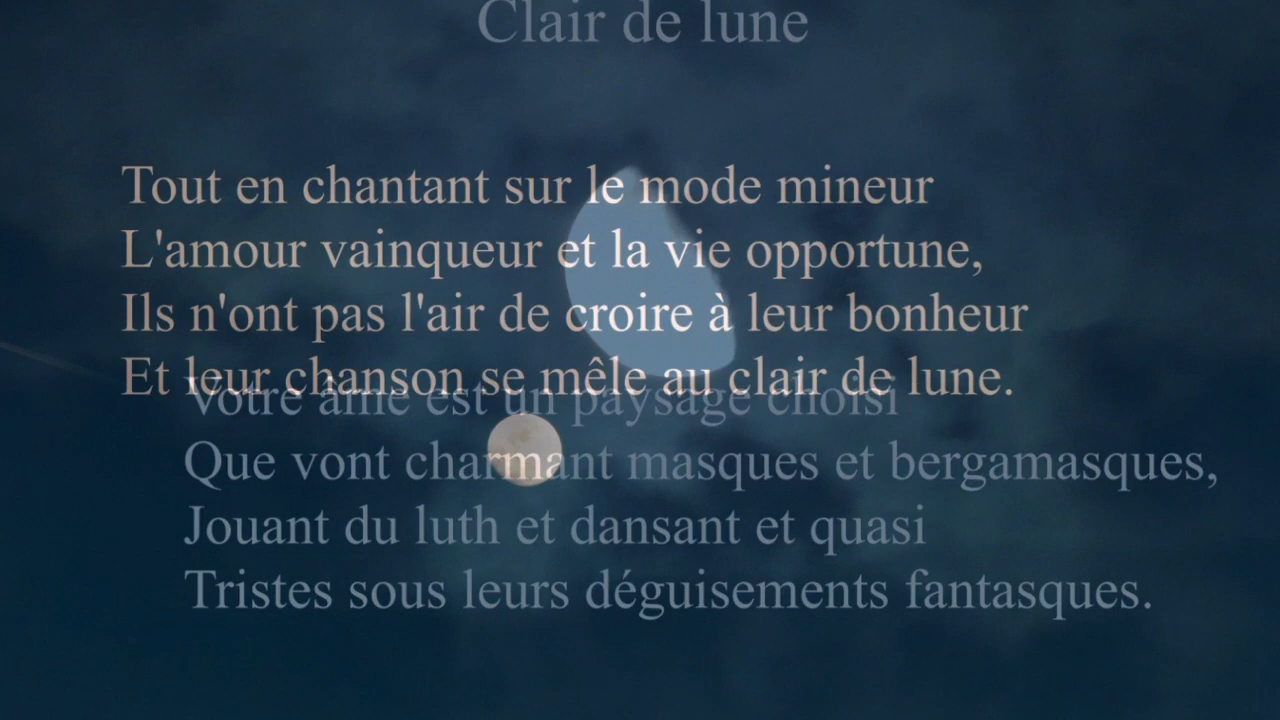 Clair de lune
Tout en chantant sur le mode mineur
L'amour vainqueur et la vie opportune,
Ils n'ont pas l'air de croire à leur bonheur
Et leur chanson se mêle au clair de lune.
Votre âme est un paysage choisi
Que vont charmant masques et bergamasques,
Jouant du luth et dansant et quasi
Tristes sous leurs déguisements fantasques.